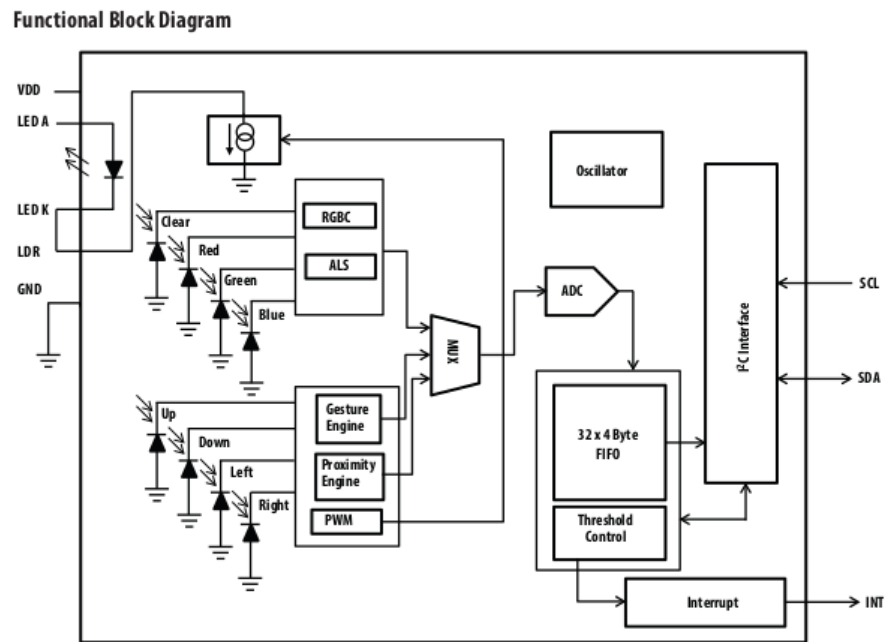 Functional Block Diagram
VDD
LED A
LED K
LDR
GND
Clear
Red
Green
Blue
RGBC
ALS
Up
Down
Left
Right
Gesture
Engine
Proximity
Engine
PWM
MUX
ADC
Oscillator
32 x 4 Byte
FIFO
Threshold
Control
I²C Interface
Interrupt
SCL
SDA
INT